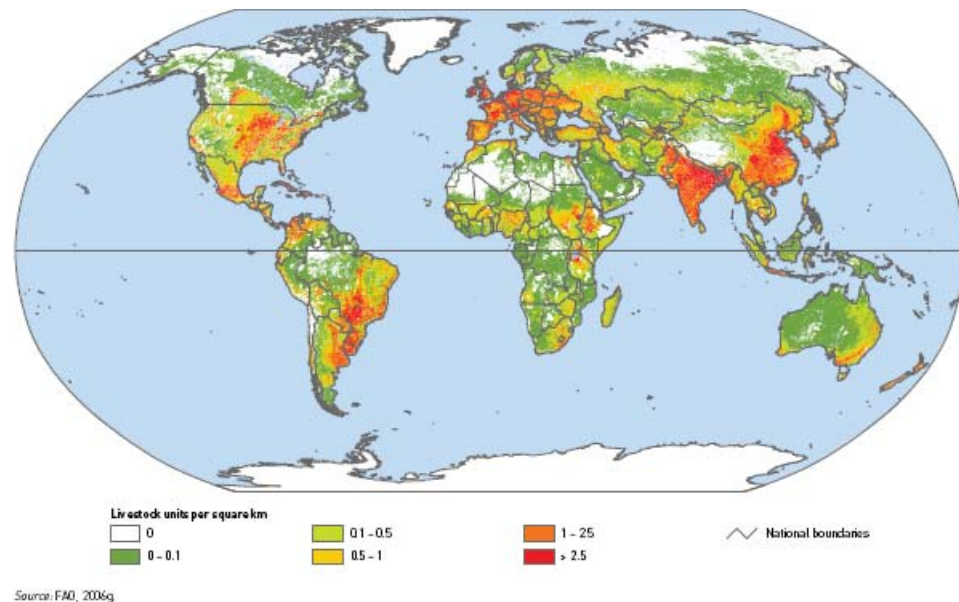 Livestock units per square km
0
0 – 0.1
0.1 – 0.5
0.5 – 1
1 – 25
> 2.5
National boundaries
Source: FAO, 2006g.